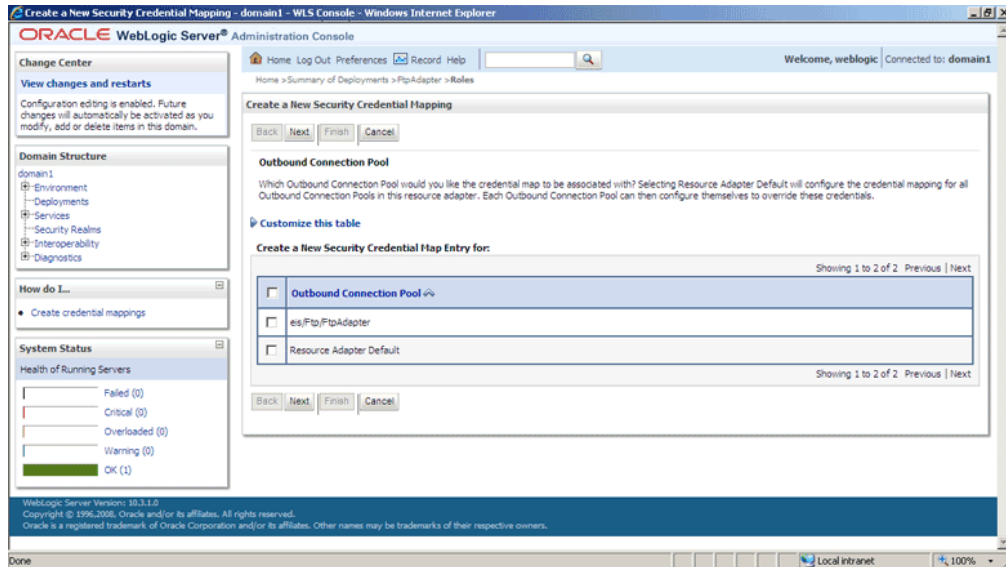 Create a New Security Credential Mapping - domain1 - WLS Console - Windows Internet Explorer
ORACLE WebLogic Server® Administration Console
Change Center
View changes and restarts
Configuration editing is enabled. Future
changes will automatically be activated as you
modify, add or delete items in this domain.
Domain Structure
domain1
Environment
Deployments
Services
Security Realms
Interoperability
Diagnostics
How do I...
Create credential mappings
System Status
Health of Running Servers
Failed (0)
Critical (0)
Overloaded (0)
Warning (0)
OK (1)
Home Log Out Preferences Record Help
Welcome, weblogic Connected to: domain1
Home >Summary of Deployments >FtpAdapter >Roles
Create a New Security Credential Mapping
Back Next Finish Cancel
Outbound Connection Pool
Which Outbound Connection Pool would you like the credential map to be associated with? Selecting Resource Adapter Default will configure the credential mapping for all
Outbound Connection Pools in this resource adapter. Each Outbound Connection Pool can then configure themselves to override these credentials.
Customize this table
Create a New Security Credential Map Entry for:
Showing 1 to 2 of 2 Previous | Next
Outbound Connection Pool
eis/Ftp/FtpAdapter
Resource Adapter Default
Showing 1 to 2 of 2 Previous | Next
Back Next Finish Cancel
WebLogic Server Version: 10.3.1.0
Copyright © 1996,2008, Oracle and/or its affiliates. All rights reserved.
Oracle is a registered trademark of Oracle Corporation and/or its affiliates. Other names may be trademarks of their respective owners.
Done
Local intranet
100%